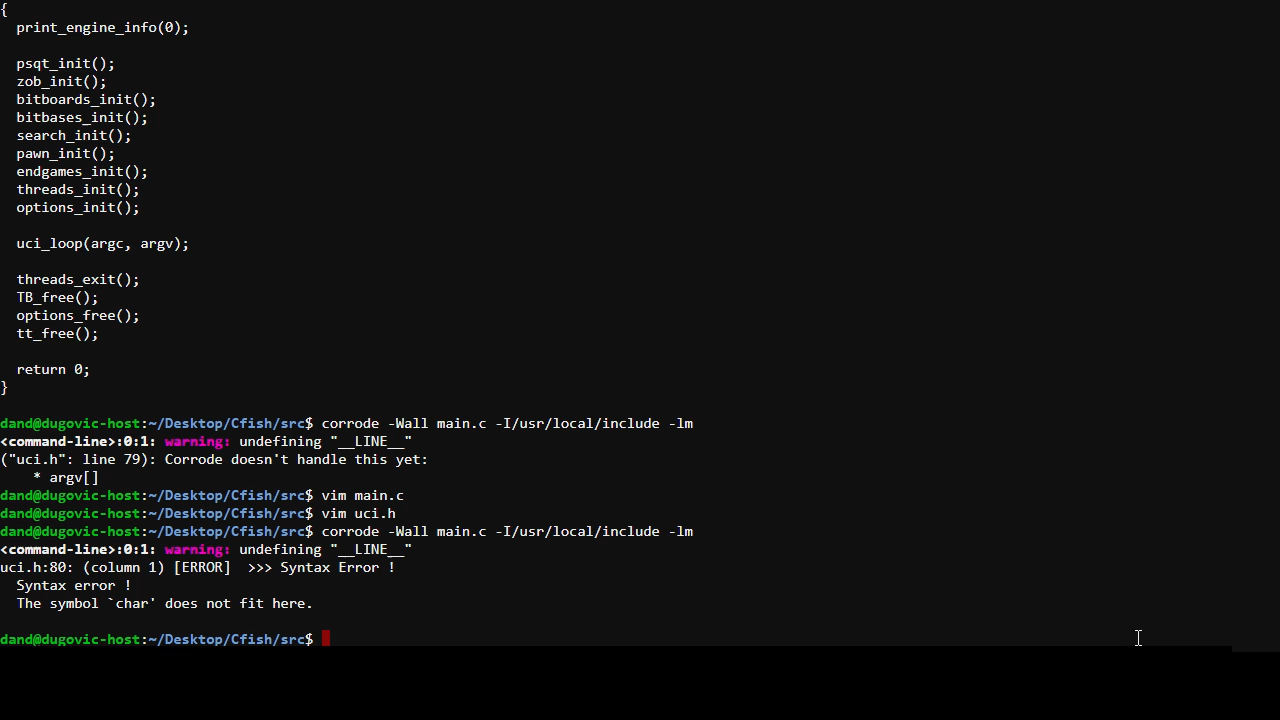 {
  print_engine_info(0);

  psqt_init();
  zob_init();
  bitboards_init();
  bitbases_init();
  search_init();
  pawn_init();
  endgames_init();
  threads_init();
  options_init();

  uci_loop(argc, argv);

  threads_exit();
  TB_free();
  options_free();
  tt_free();

  return 0;
}

dand@dugovic-host:~/Desktop/Cfish/src$ corrode -Wall main.c -I/usr/local/include -lm
<command-line>:0:1: warning: undefining "__LINE__"
("uci.h": line 79): Corrode doesn't handle this yet:
    * argv[]
dand@dugovic-host:~/Desktop/Cfish/src$ vim main.c
dand@dugovic-host:~/Desktop/Cfish/src$ vim uci.h
dand@dugovic-host:~/Desktop/Cfish/src$ corrode -Wall main.c -I/usr/local/include -lm
<command-line>:0:1: warning: undefining "__LINE__"
uci.h:80: (column 1) [ERROR]  >>> Syntax Error !
  Syntax error !
  The symbol `char' does not fit here.

dand@dugovic-host:~/Desktop/Cfish/src$